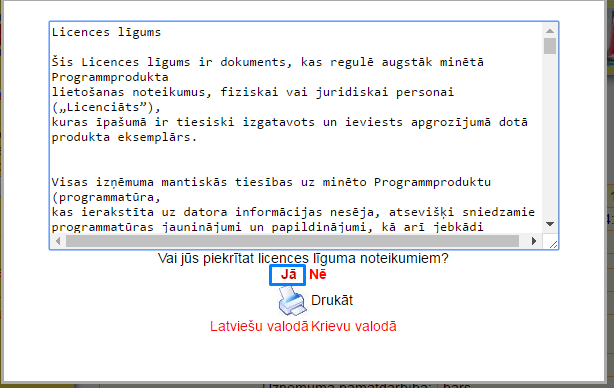 Licences līgums
Šis Licences līgums ir dokuments, kas regulē augstāk minētā
Programmprodukta
lietošanas noteikumus, fiziskai vai juridiskai personai
(„Licenciāts”),
kuras īpašumā ir tiesiski izgatavots un ieviests apgrozījumā dotā
produkta eksemplārs.
Visas izņēmuma mantiskās tiesības uz minēto Programmproduktu
(programmatūra,
kas ierakstīta uz datora informācijas nesēja, atsevišķi sniedzamie
programmatūras jauninājumi un papildinājumi, kā arī jebkādi
Vai jūs piekrītat licences līguma noteikumiem?
Jā Nē
Drukāt
Latviešu valodā Krievu valodā